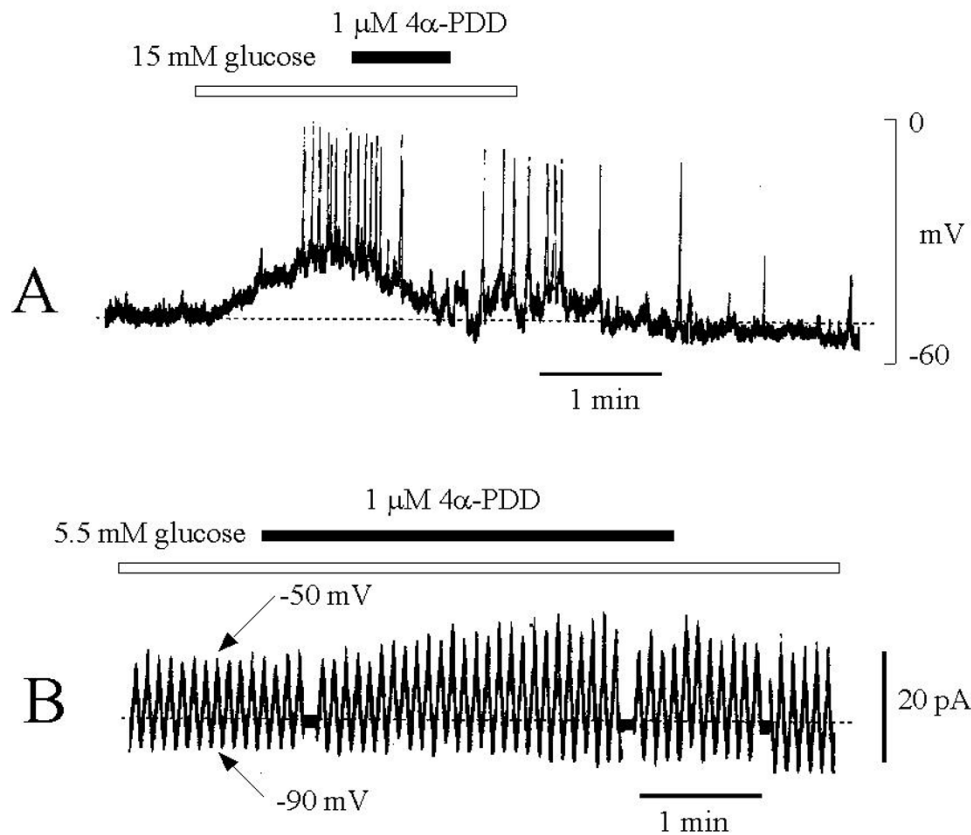 1 μM 4α-PDD
15 mM glucose
0
mV
-60
A
1 min
1 μM 4α-PDD
5.5 mM glucose
-50 mV
B
20 pA
-90 mV
1 min